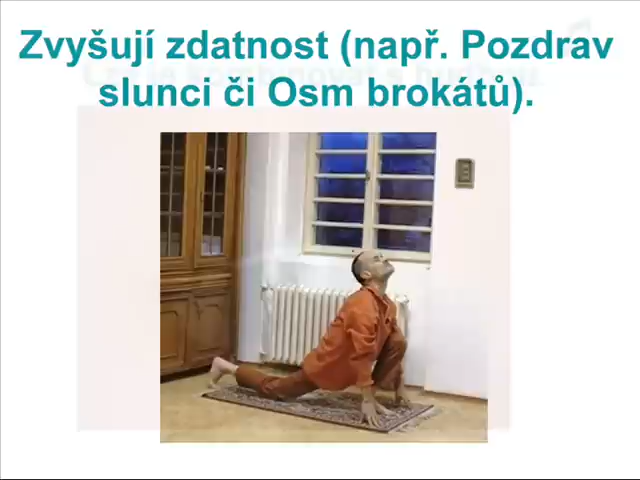 Zvyšují zdatnost (např. Pozdrav
slunci či Osm brokátů).